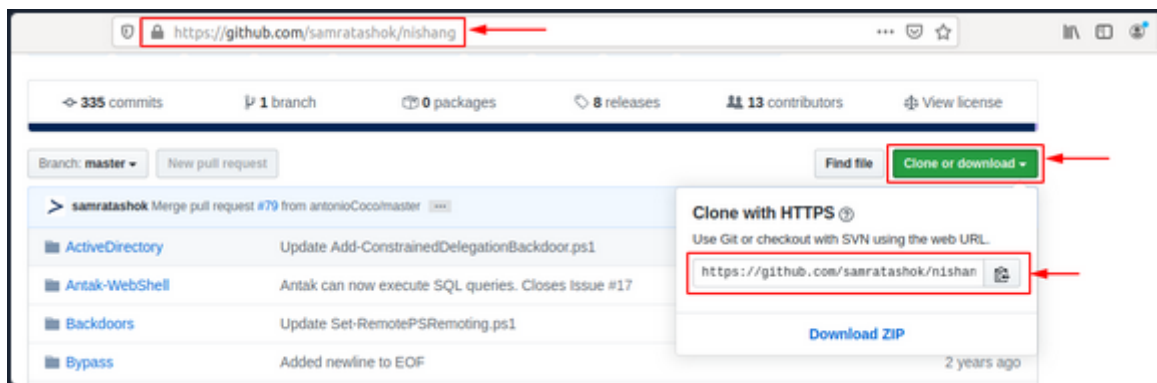 https://github.com/samratashok/nishang
335 commits 1 branch 0 packages 8 releases 13 contributors View license
Branch: master New pull request Find file Clone or download
samratashok Merge pull request #79 from antonioCoco/master
Clone with HTTPS
Use Git or checkout with SVN using the web URL.
https://github.com/samratashok/nishan
Download ZIP
ActiveDirectory Update Add-ConstrainedDelegationBackdoor.ps1
Antak-WebShell Antak can now execute SQL queries. Closes Issue #17
Backdoors Update Set-RemotePSRemoting.ps1
Bypass Added newline to EOF 2 years ago